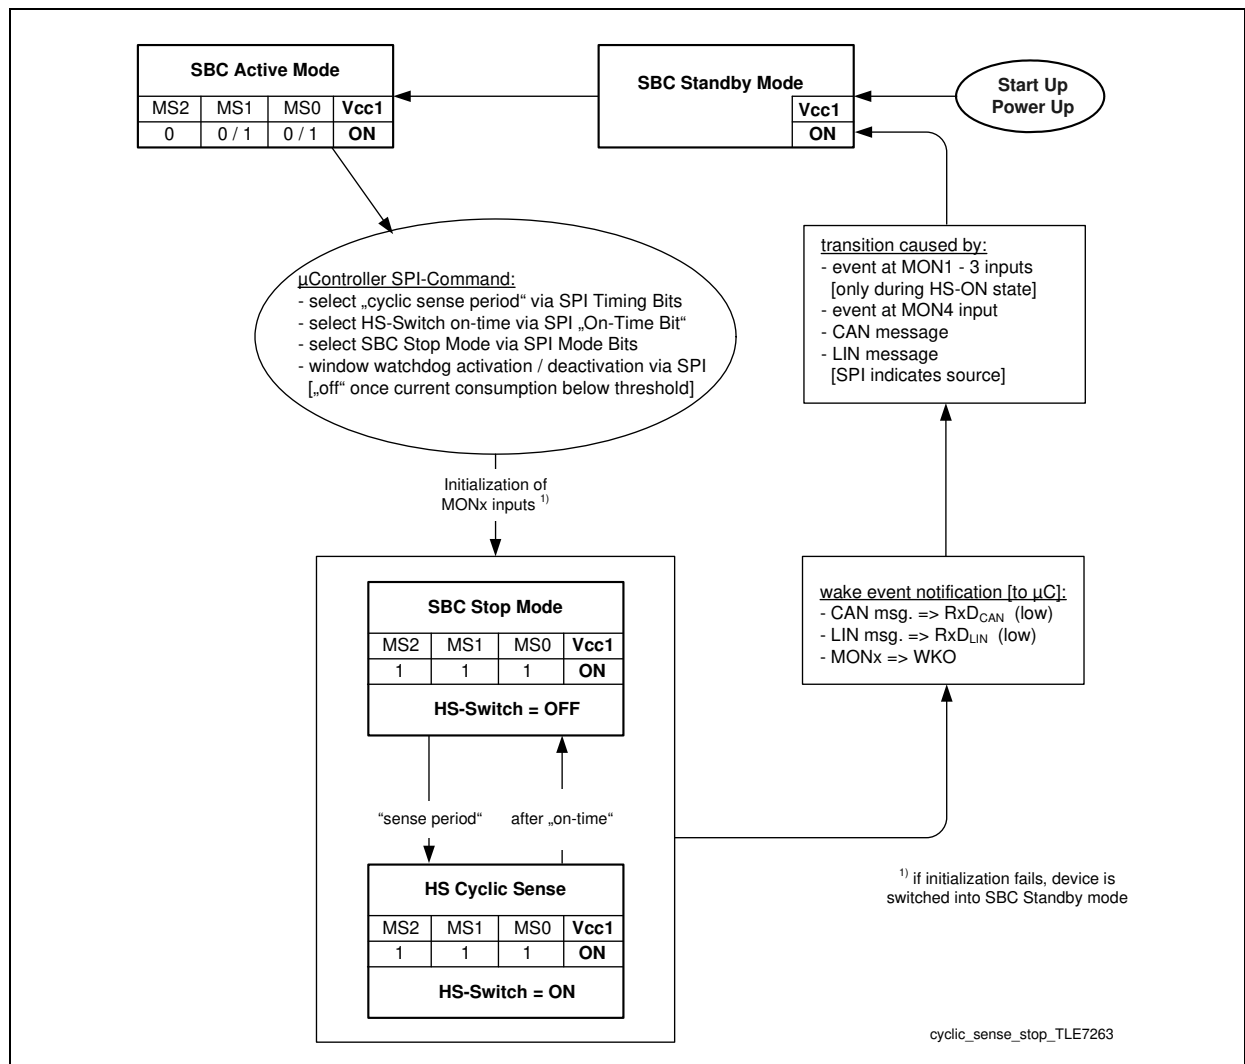 SBC Active Mode
MS2 MS1 MS0 Vcc1
0 0 / 1 0 / 1 ON
SBC Standby Mode
Vcc1
ON
Start Up
Power Up
µController SPI-Command:
- select „cyclic sense period“ via SPI Timing Bits
- select HS-Switch on-time via SPI „On-Time Bit“
- select SBC Stop Mode via SPI Mode Bits
- window watchdog activation / deactivation via SPI
[„off“ once current consumption below threshold]
transition caused by:
- event at MON1 - 3 inputs
[only during HS-ON state]
- event at MON4 input
- CAN message
- LIN message
[SPI indicates source]
Initialization of
MONx inputs 1)
SBC Stop Mode
MS2 MS1 MS0 Vcc1
1 1 1 ON
HS-Switch = OFF
wake event notification [to µC]:
- CAN msg. => RxDCAN (low)
- LIN msg. => RxDLIN (low)
- MONx => WKO
“sense period“ after „on-time“
HS Cyclic Sense
MS2 MS1 MS0 Vcc1
1 1 1 ON
HS-Switch = ON
1) if initialization fails, device is
switched into SBC Standby mode
cyclic_sense_stop_TLE7263